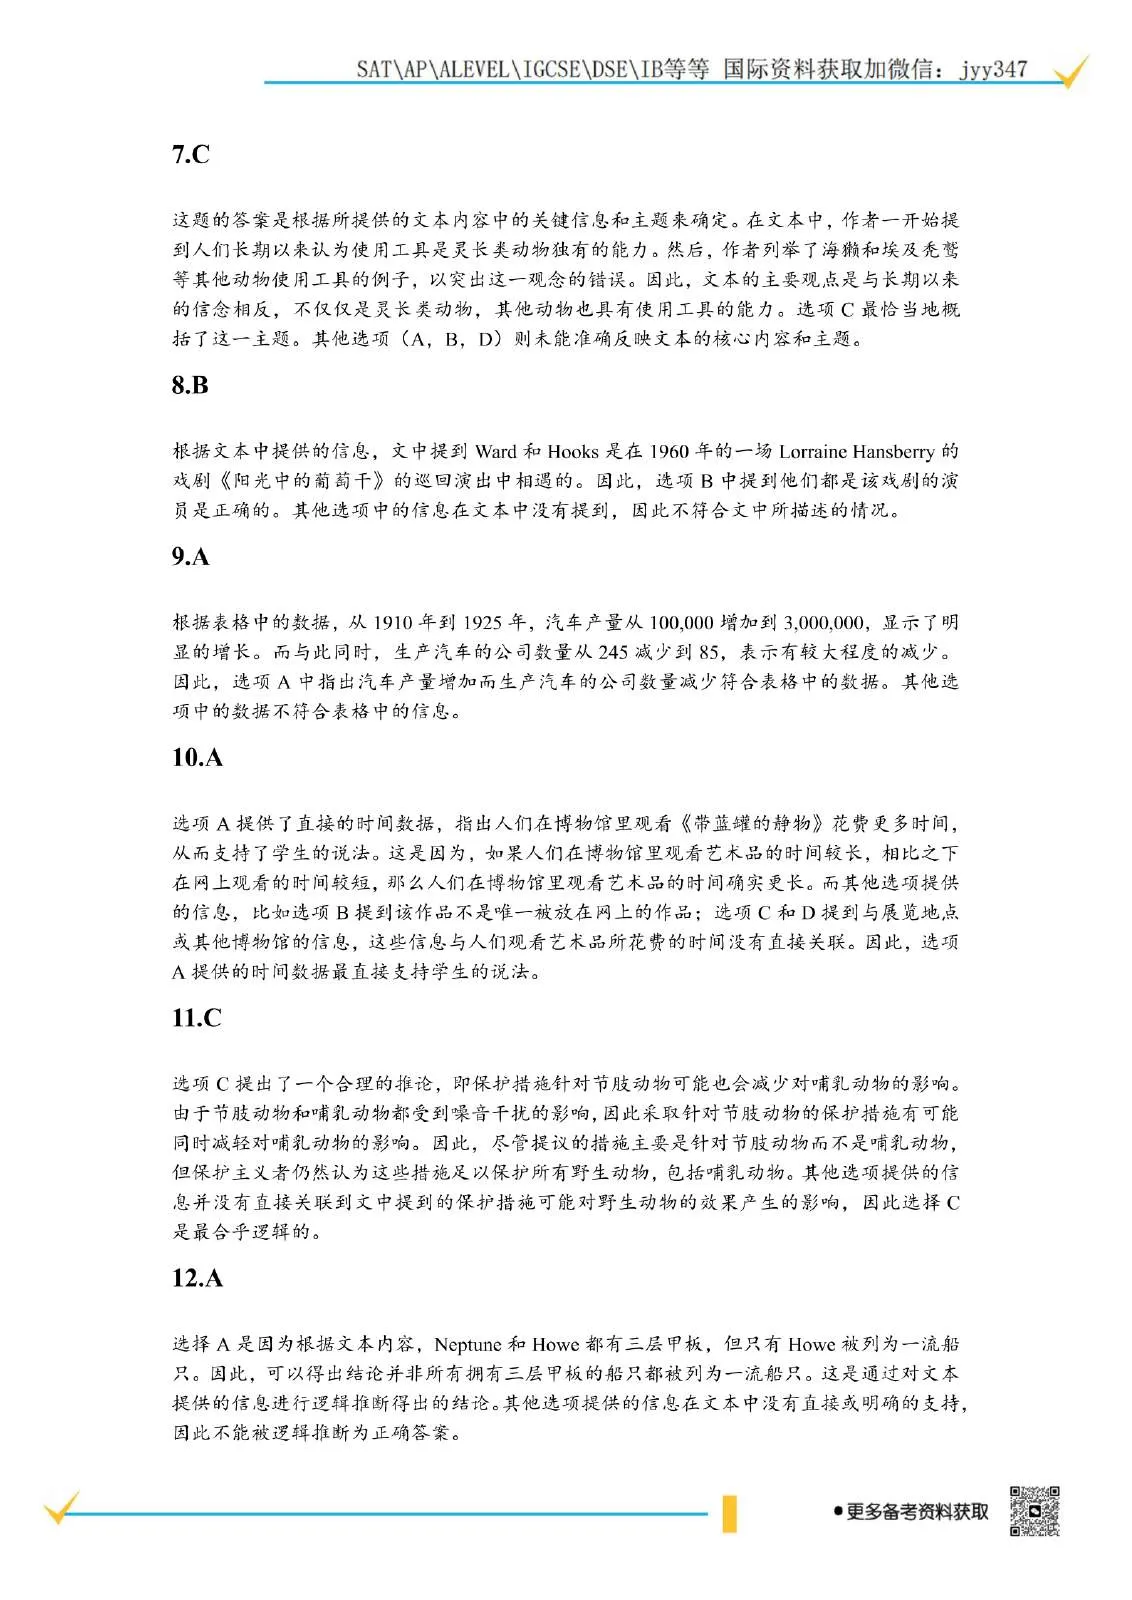 SAT\AP\ALEVEL\IGCSE\DSE\IB等等 国际资料获取加微信：jyy347
7.C
这题的答案是根据所提供的文本内容中的关键信息和主题来确定。在文本中，作者一开始提
到人们长期以来认为使用工具是灵长类动物独有的能力。然后，作者列举了海獭和埃及秃鹫
等其他动物使用工具的例子，以突出这一观念的错误。因此，文本的主要观点是与长期以来
的信念相反，不仅仅是灵长类动物，其他动物也具有使用工具的能力。选项 C 最恰当地概
括了这一主题。其他选项（A，B，D）则未能准确反映文本的核心内容和主题。
8.B
根据文本中提供的信息，文中提到 Ward 和 Hooks 是在 1960 年的一场 Lorraine Hansberry 的
戏剧《阳光中的葡萄干》的巡回演出中相遇的。因此，选项 B 中提到他们都是该戏剧的演
员是正确的。其他选项中的信息在文本中没有提到，因此不符合文中所描述的情况。
9.A
根据表格中的数据，从 1910 年到 1925 年，汽车产量从 100,000 增加到 3,000,000，显示了明
显的增长。而与此同时，生产汽车的公司数量从 245 减少到 85，表示有较大程度的减少。
因此，选项 A 中指出汽车产量增加而生产汽车的公司数量减少符合表格中的数据。其他选
项中的数据不符合表格中的信息。
10.A
选项 A 提供了直接的时间数据，指出人们在博物馆里观看《带蓝罐的静物》花费更多时间，
从而支持了学生的说法。这是因为，如果人们在博物馆里观看艺术品的时间较长，相比之下
在网上观看的时间较短，那么人们在博物馆里观看艺术品的时间确实更长。而其他选项提供
的信息，比如选项 B 提到该作品不是唯一被放在网上的作品；选项 C 和 D 提到与展览地点
或其他博物馆的信息，这些信息与人们观看艺术品所花费的时间没有直接关联。因此，选项
A 提供的时间数据最直接支持学生的说法。
11.C
选项 C 提出了一个合理的推论，即保护措施针对节肢动物可能也会减少对哺乳动物的影响。
由于节肢动物和哺乳动物都受到噪音干扰的影响，因此采取针对节肢动物的保护措施有可能
同时减轻对哺乳动物的影响。因此，尽管提议的措施主要是针对节肢动物而不是哺乳动物，
但保护主义者仍然认为这些措施足以保护所有野生动物，包括哺乳动物。其他选项提供的信
息并没有直接关联到文中提到的保护措施可能对野生动物的效果产生的影响，因此选择 C
是最合乎逻辑的。
12.A
选择 A 是因为根据文本内容，Neptune 和 Howe 都有三层甲板，但只有 Howe 被列为一流船
只。因此，可以得出结论并非所有拥有三层甲板的船只都被列为一流船只。这是通过对文本
提供的信息进行逻辑推断得出的结论。其他选项提供的信息在文本中没有直接或明确的支持，
因此不能被逻辑推断为正确答案。
•更多备考资料获取